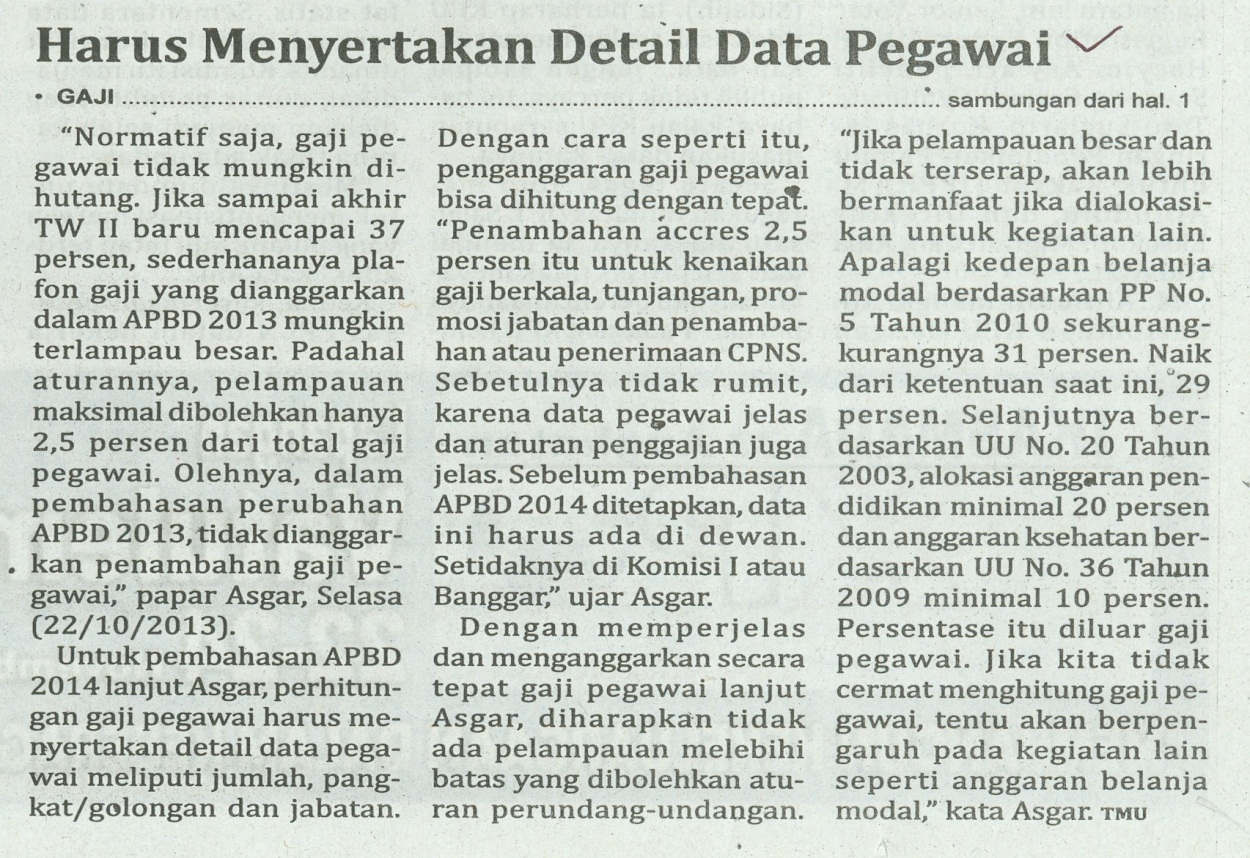 Harus Menyertakan Detail Data Pegawai
• GAJI ........................................................................................................ sambungan dari hal. 1
“Normatif saja, gaji pe-
gawai tidak mungkin di-
hutang. Jika sampai akhir
TW II baru mencapai 37
persen, sederhananya pla-
fon gaji yang dianggarkan
dalam APBD 2013 mungkin
terlampau besar. Padahal
aturannya, pelampauan
maksimal dibolehkan hanya
2,5 persen dari total gaji
pegawai. Olehnya, dalam
pembahasan perubahan
APBD 2013, tidak dianggar-
kan penambahan gaji pe-
gawai,” papar Asgar, Selasa
(22/10/2013).
Untuk pembahasan APBD
2014 lanjut Asgar, perhitun-
gan gaji pegawai harus me-
nyertakan detail data pega-
wai meliputi jumlah, pang-
kat/golongan dan jabatan.
Dengan cara seperti itu,
penganggaran gaji pegawai
bisa dihitung dengan tepat.
“Penambahan accres 2,5
persen itu untuk kenaikan
gaji berkala, tunjangan, pro-
mosi jabatan dan penamba-
han atau penerimaan CPNS.
Sebetulnya tidak rumit,
karena data pegawai jelas
dan aturan penggajian juga
jelas. Sebelum pembahasan
APBD 2014 ditetapkan, data
ini harus ada di dewan.
Setidaknya di Komisi I atau
Banggar,” ujar Asgar.
Dengan memperjelas
dan menganggarkan secara
tepat gaji pegawai lanjut
Asgar, diharapkan tidak
ada pelampauan melebihi
batas yang dibolehkan atu-
ran perundang-undangan.
“Jika pelampauan besar dan
tidak terserap, akan lebih
bermanfaat jika dialokasi-
kan untuk kegiatan lain.
Apalagi kedepan belanja
modal berdasarkan PP No.
5 Tahun 2010 sekurang-
kurangnya 31 persen. Naik
dari ketentuan saat ini, 29
persen. Selanjutnya ber-
dasarkan UU No. 20 Tahun
2003, alokasi anggaran pen-
didikan minimal 20 persen
dan anggaran ksehatan ber-
dasarkan UU No. 36 Tahun
2009 minimal 10 persen.
Persentase itu diluar gaji
pegawai. Jika kita tidak
cermat menghitung gaji pe-
gawai, tentu akan berpen-
garuh pada kegiatan lain
seperti anggaran belanja
modal,” kata Asgar. TMU